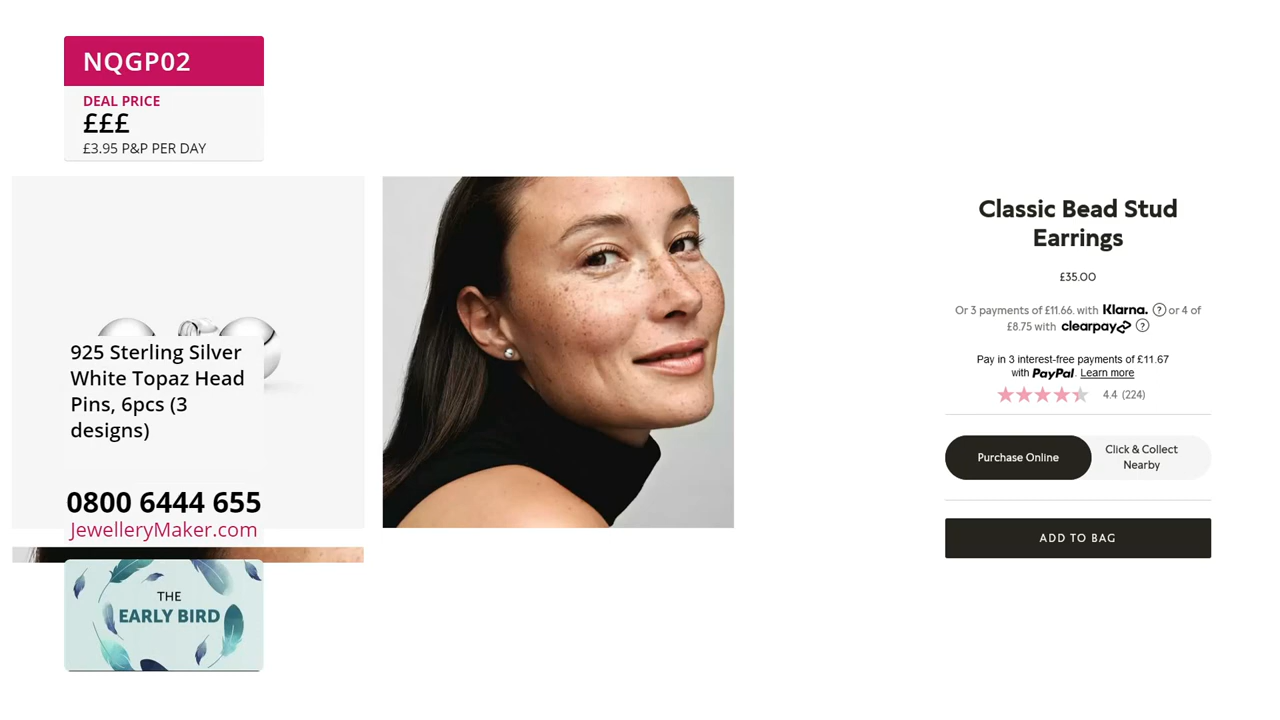 NQGP02
DEAL PRICE
£££
£3.95 P&P PER DAY
925 Sterling Silver
White Topaz Head
Pins, 6pcs (3
designs)
0800 6444 655
JewelleryMaker.com
THE
EARLY BIRD
Classic Bead Stud
Earrings
£35.00
Or 3 payments of £11.66. with Klarna. ? or 4 of
£8.75 with clearpay ?
Pay in 3 interest-free payments of £11.67
with PayPal. Learn more
4.4 (224)
Purchase Online
Click & Collect
Nearby
ADD TO BAG